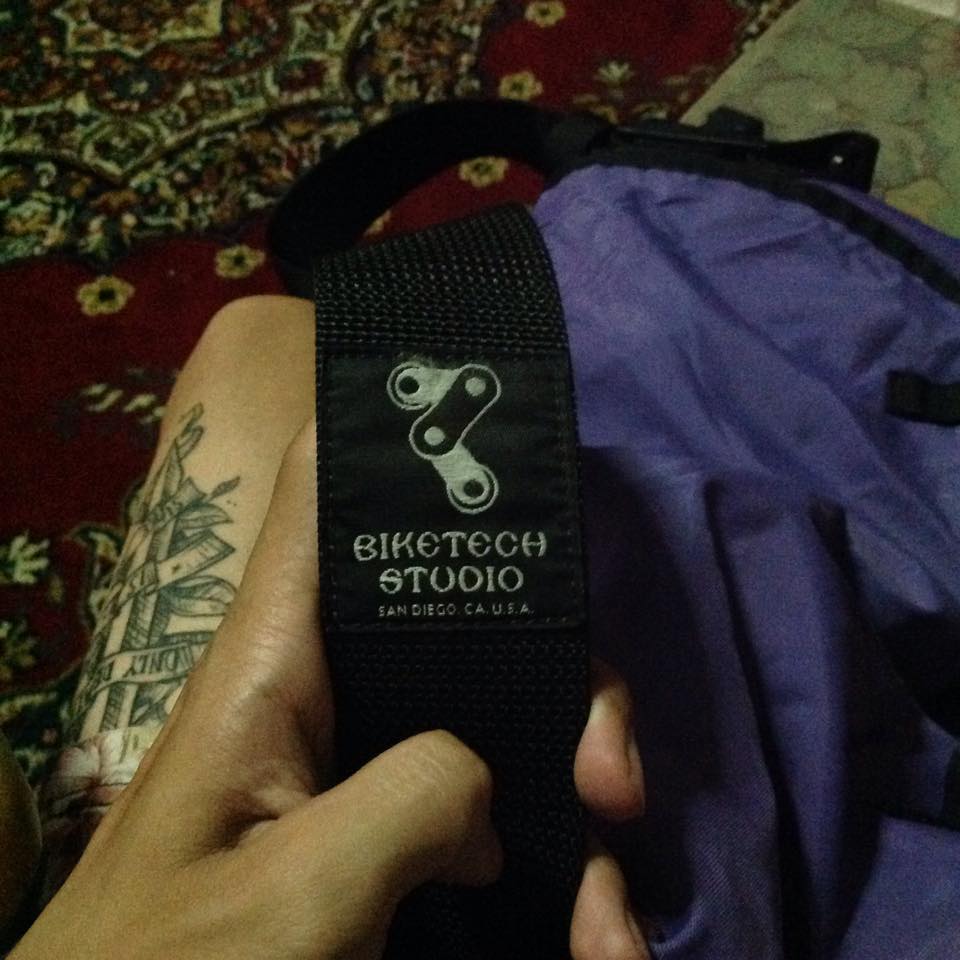 BIKETECH
STUDIO
SAN DIEGO. CA. U.S.A.